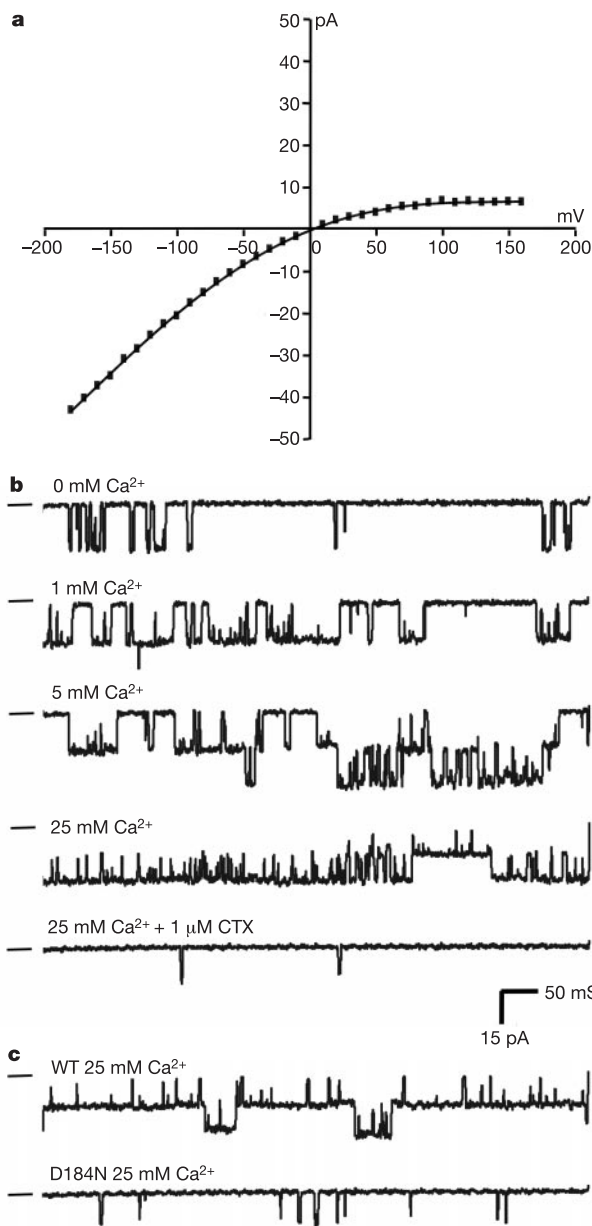 a
50 pA
40
30
20
10
mV
−200 −150 −100 −50 0 50 100 150 200
−10
−20
−30
−40
−50
b
0 mM Ca²⁺
1 mM Ca²⁺
5 mM Ca²⁺
25 mM Ca²⁺
25 mM Ca²⁺ + 1 μM CTX
50 mS
15 pA
c
WT 25 mM Ca²⁺
D184N 25 mM Ca²⁺